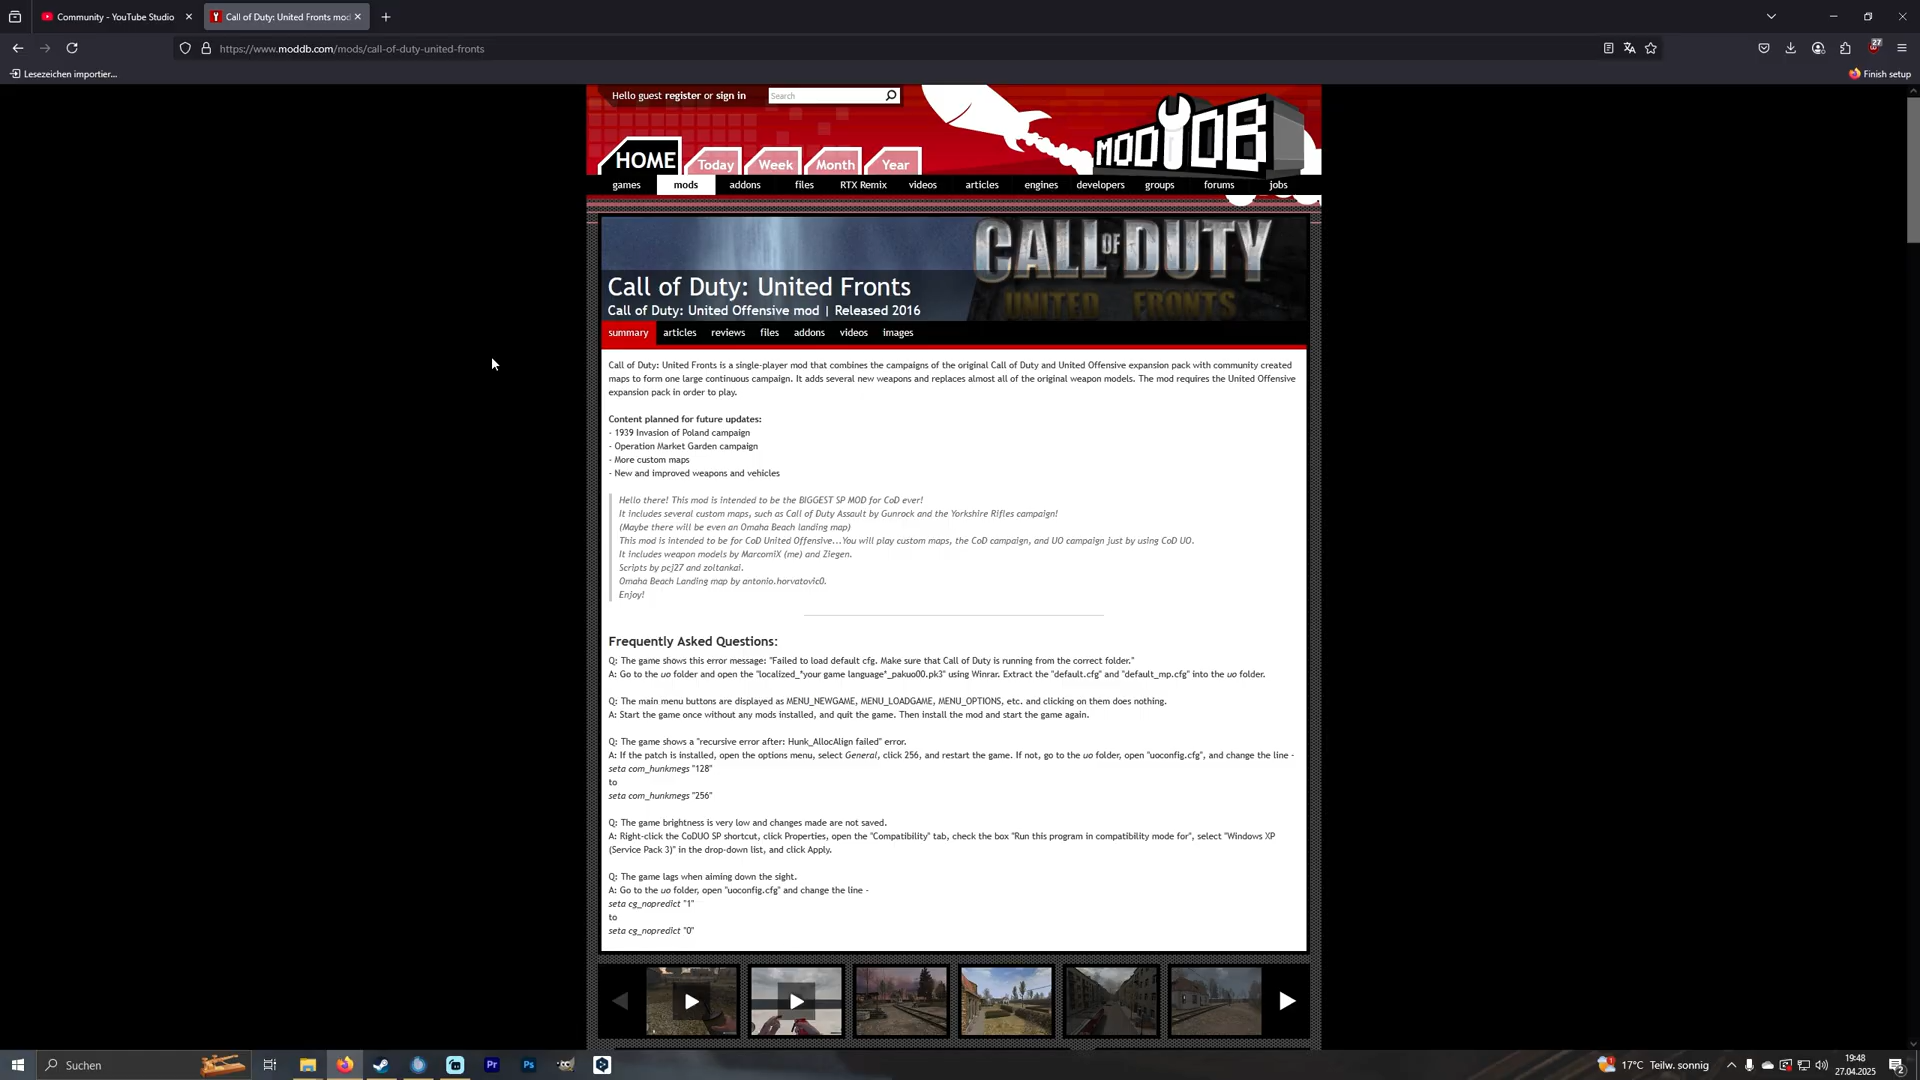 Community - YouTube Studio
Call of Duty: United Fronts mod
https://www.moddb.com/mods/call-of-duty-united-fronts
27
Lesezeichen importier...
Finish setup
Hello guest register or sign in
Search
MOD DB
HOME
Today
Week
Month
Year
games
mods
addons
files
RTX Remix
videos
articles
engines
developers
groups
forums
jobs
CALL OF DUTY
UNITED FRONTS
Call of Duty: United Fronts
Call of Duty: United Offensive mod | Released 2016
summary
articles
reviews
files
addons
videos
images
Call of Duty: United Fronts is a single-player mod that combines the campaigns of the original Call of Duty and United Offensive expansion pack with community created
maps to form one large continuous campaign. It adds several new weapons and replaces almost all of the original weapon models. The mod requires the United Offensive
expansion pack in order to play.
Content planned for future updates:
- 1939 Invasion of Poland campaign
- Operation Market Garden campaign
- More custom maps
- New and improved weapons and vehicles
Hello there! This mod is intended to be the BIGGEST SP MOD for CoD ever!
It includes several custom maps, such as Call of Duty Assault by Gunrock and the Yorkshire Rifles campaign!
(Maybe there will be even an Omaha Beach landing map)
This mod is intended to be for CoD United Offensive...You will play custom maps, the CoD campaign, and UO campaign just by using CoD UO.
It includes weapon models by MarcomiX (me) and Ziegen.
Scripts by pcj27 and zoltankai.
Omaha Beach Landing map by antonio.horvatovic0.
Enjoy!
Frequently Asked Questions:
Q: The game shows this error message: "Failed to load default cfg. Make sure that Call of Duty is running from the correct folder."
A: Go to the uo folder and open the "localized_*your game language*_pakuo00.pk3" using Winrar. Extract the "default.cfg" and "default_mp.cfg" into the uo folder.
Q: The main menu buttons are displayed as MENU_NEWGAME, MENU_LOADGAME, MENU_OPTIONS, etc. and clicking on them does nothing.
A: Start the game once without any mods installed, and quit the game. Then install the mod and start the game again.
Q: The game shows a "recursive error after: Hunk_AllocAlign failed" error.
A: If the patch is installed, open the options menu, select General, click 256, and restart the game. If not, go to the uo folder, open "uoconfig.cfg", and change the line -
seta com_hunkmegs "128"
to
seta com_hunkmegs "256"
Q: The game brightness is very low and changes made are not saved.
A: Right-click the CoDUO SP shortcut, click Properties, open the "Compatibility" tab, check the box "Run this program in compatibility mode for", select "Windows XP
(Service Pack 3)" in the drop-down list, and click Apply.
Q: The game lags when aiming down the sight.
A: Go to the uo folder, open "uoconfig.cfg" and change the line -
seta cg_nopredict "1"
to
seta cg_nopredict "0"
Suchen
Pr
Ps
1
17°C Teilw. sonnig
19:48
27.04.2025
2